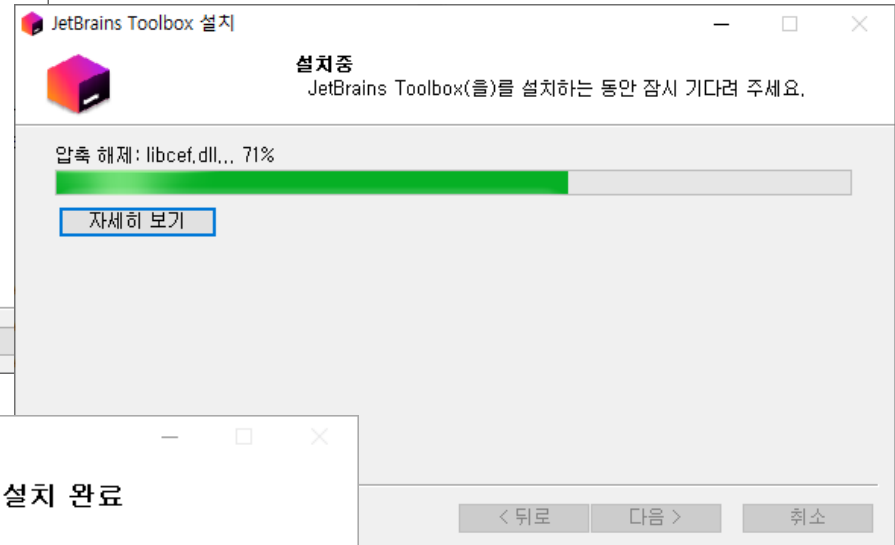 JetBrains Toolbox 설치
설치중
JetBrains Toolbox(을)를 설치하는 동안 잠시 기다려 주세요.
압축 해제: libcef.dll... 71%
자세히 보기
설치 완료
< 뒤로
다음 >
취소